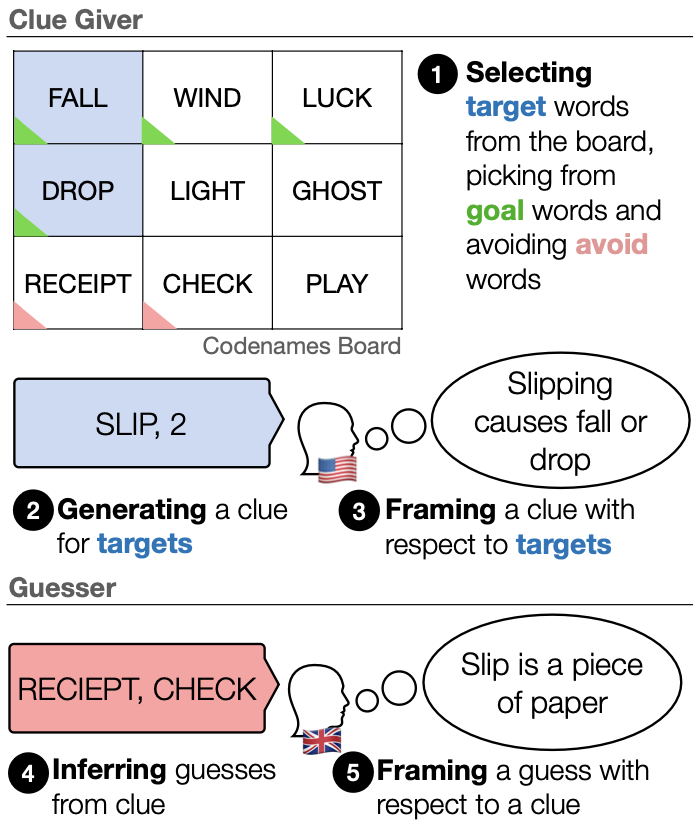 Clue Giver
FALL WIND LUCK
DROP LIGHT GHOST
RECEIPT CHECK PLAY
Codenames Board
1 Selecting
target words
from the board,
picking from
goal words and
avoiding avoid
words
SLIP, 2
Slipping
causes fall or
drop
2 Generating a clue
for targets
3 Framing a clue with
respect to targets
Guesser
RECIEPT, CHECK
Slip is a piece
of paper
4 Inferring guesses
from clue
5 Framing a guess with
respect to a clue